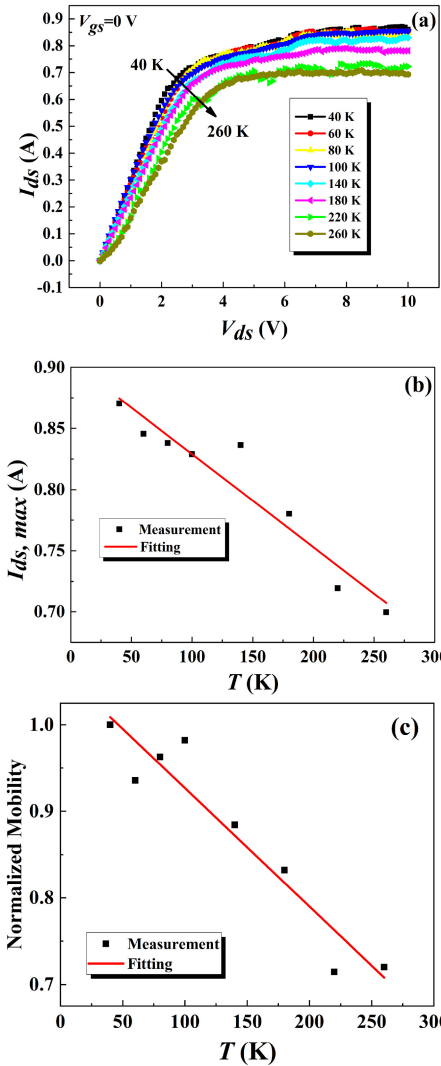 V_gs=0 V
(a)
0.9
0.8
0.7
0.6
0.5
0.4
0.3
0.2
0.1
0.0
-0.1
I_ds (A)
40 K
260 K
40 K
60 K
80 K
100 K
140 K
180 K
220 K
260 K
0 2 4 6 8 10
V_ds (V)
(b)
0.90
0.85
0.80
0.75
0.70
I_ds, max (A)
Measurement
Fitting
0 50 100 150 200 250 300
T (K)
(c)
1.0
0.9
0.8
0.7
Normalized Mobility
Measurement
Fitting
0 50 100 150 200 250 300
T (K)